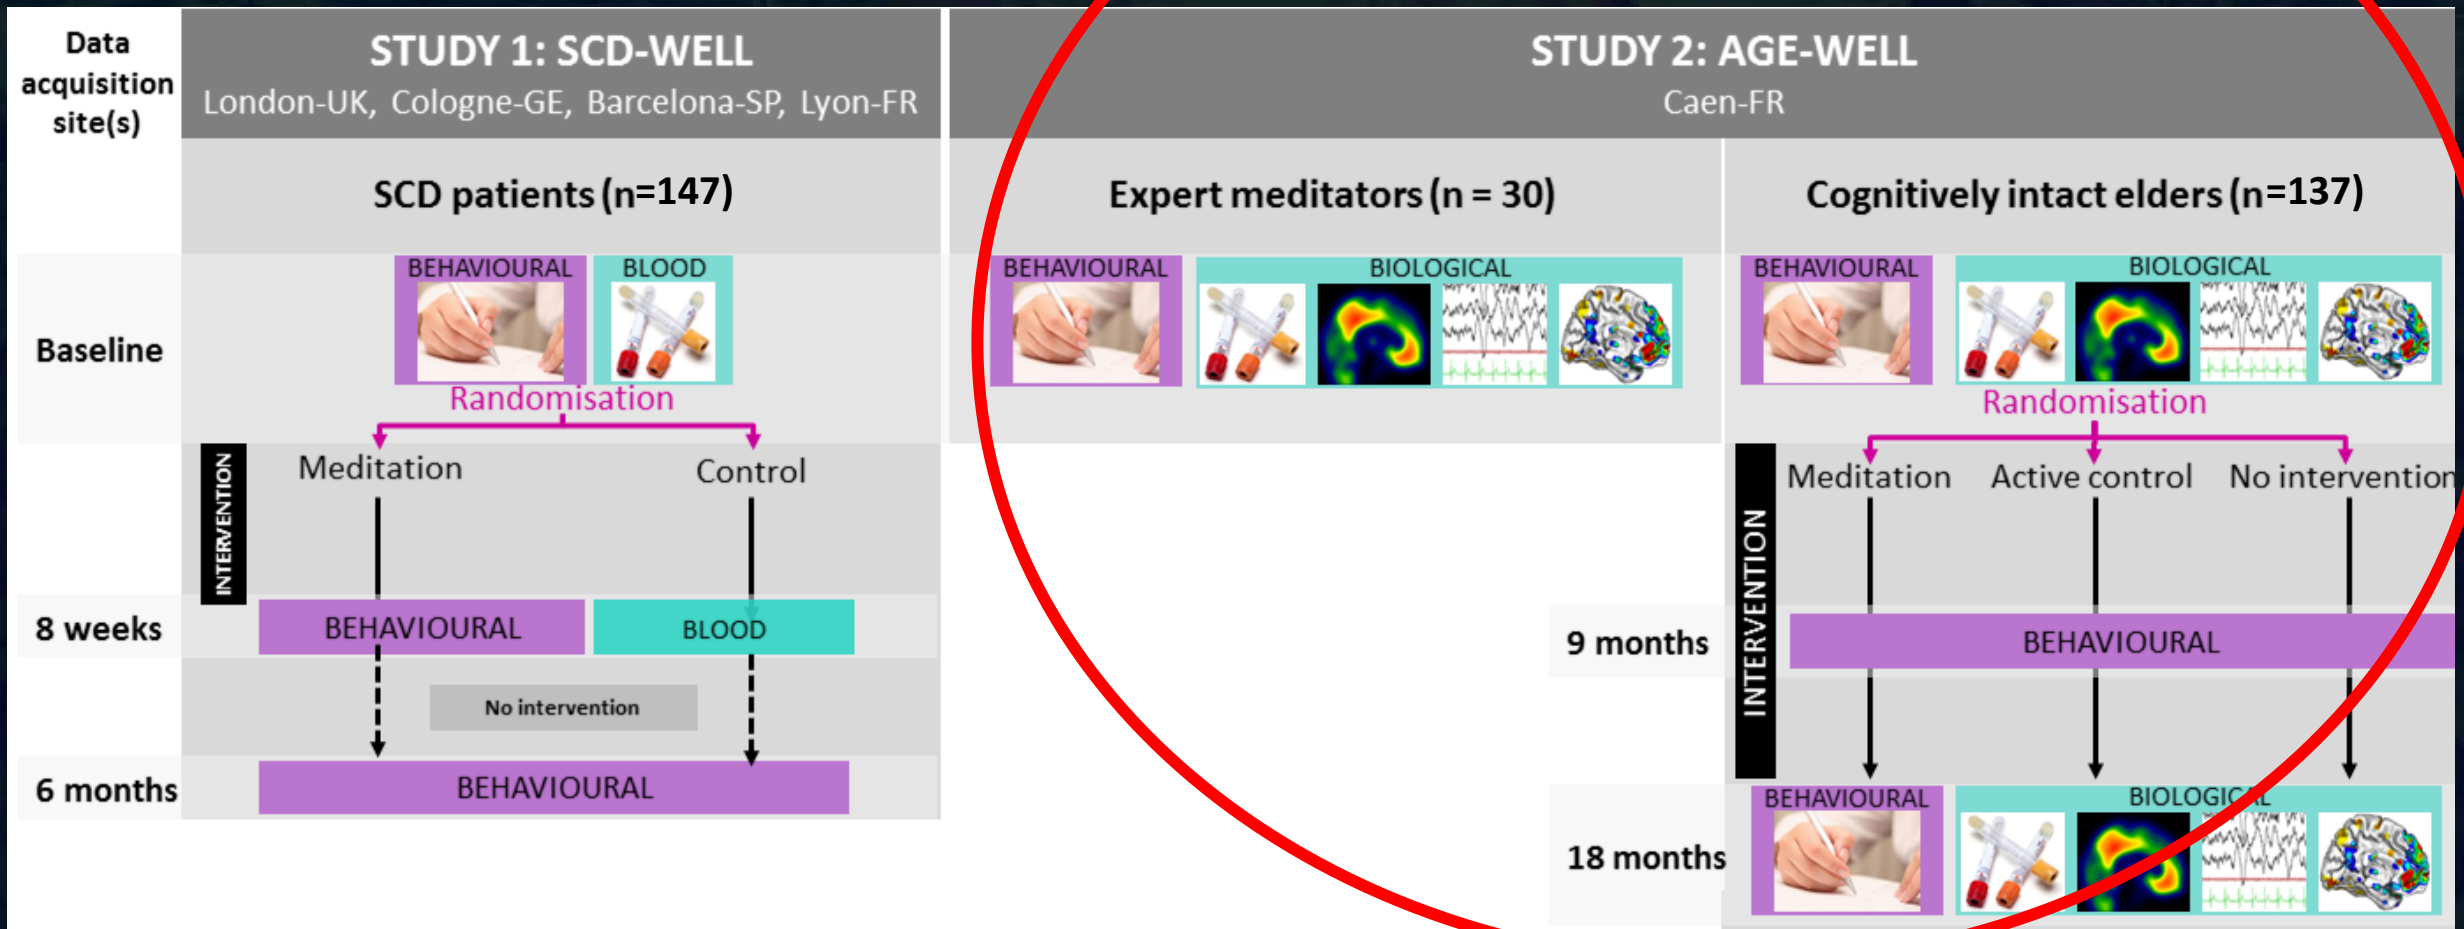 Data
acquisition
site(s)
STUDY 1: SCD-WELL
London-UK, Cologne-GE, Barcelona-SP, Lyon-FR
STUDY 2: AGE-WELL
Caen-FR
SCD patients (n=147)
Expert meditators (n = 30)
Cognitively intact elders (n=137)
Baseline
BEHAVIOURAL
BLOOD
Randomisation
BEHAVIOURAL
BIOLOGICAL
BEHAVIOURAL
BIOLOGICAL
Randomisation
INTERVENTION
Meditation
Control
8 weeks
BEHAVIOURAL
BLOOD
No intervention
6 months
BEHAVIOURAL
INTERVENTION
Meditation
Active control
No intervention
9 months
BEHAVIOURAL
18 months
BEHAVIOURAL
BIOLOGICAL